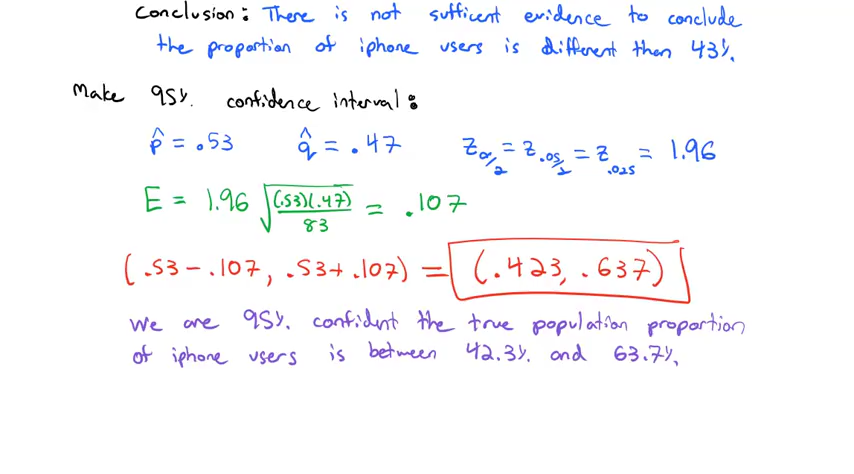 Conclusion: There is not sufficent evidence to conclude
the proportion of iphone users is different than 43%.
Make 95% confidence interval:
p̂ = .53 q̂ = .47 z_{α/2} = z_{.05/2} = z_{.025} = 1.96
E = 1.96 √((.53)(.47)/83) = .107
(.53 - .107, .53 + .107) = (.423, .637)
We are 95% confident the true population proportion
of iphone users is between 42.3% and 63.7%.